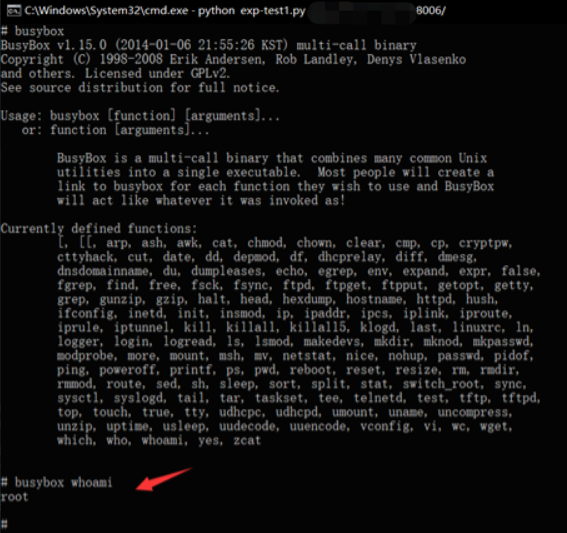 C:\Windows\System32\cmd.exe - python exp-test1.py 8006/
# busybox
BusyBox v1.15.0 (2014-01-06 21:55:26 KST) multi-call binary
Copyright (C) 1998-2008 Erik Andersen, Rob Landley, Denys Vlasenko
and others. Licensed under GPLv2.
See source distribution for full notice.
Usage: busybox [function] [arguments]...
or: function [arguments]...
BusyBox is a multi-call binary that combines many common Unix
utilities into a single executable.  Most people will create a
link to busybox for each function they wish to use and BusyBox
will act like whatever it was invoked as!
Currently defined functions:
[, [[, arp, ash, awk, cat, chmod, chown, clear, cmp, cp, cryptpw,
cttyhack, cut, date, dd, depmod, df, dhcprelay, diff, dmesg,
dnsdomainname, du, dumpleases, echo, egrep, env, expand, expr, false,
fgrep, find, free, fsck, fsync, ftpd, ftpget, ftpput, getopt, getty,
grep, gunzip, gzip, halt, head, hexdump, hostname, httpd, hush,
ifconfig, inetd, init, insmod, ip, ipaddr, ipcs, iplink, iproute,
iprule, iptunnel, kill, killall, killall5, klogd, last, linuxrc, ln,
logger, login, logread, ls, lsmod, makedevs, mkdir, mknod, mkpasswd,
modprobe, more, mount, msh, mv, netstat, nice, nohup, passwd, pidof,
ping, poweroff, printf, ps, pwd, reboot, reset, resize, rm, rmdir,
rmmod, route, sed, sh, sleep, sort, split, stat, switch_root, sync,
sysctl, syslogd, tail, tar, taskset, tee, telnetd, test, tftp, tftpd,
top, touch, true, tty, udhcpc, udhcpd, umount, uname, uncompress,
unzip, uptime, usleep, uudecode, uuencode, vconfig, vi, wc, wget,
which, who, whoami, yes, zcat
# busybox whoami
root
#